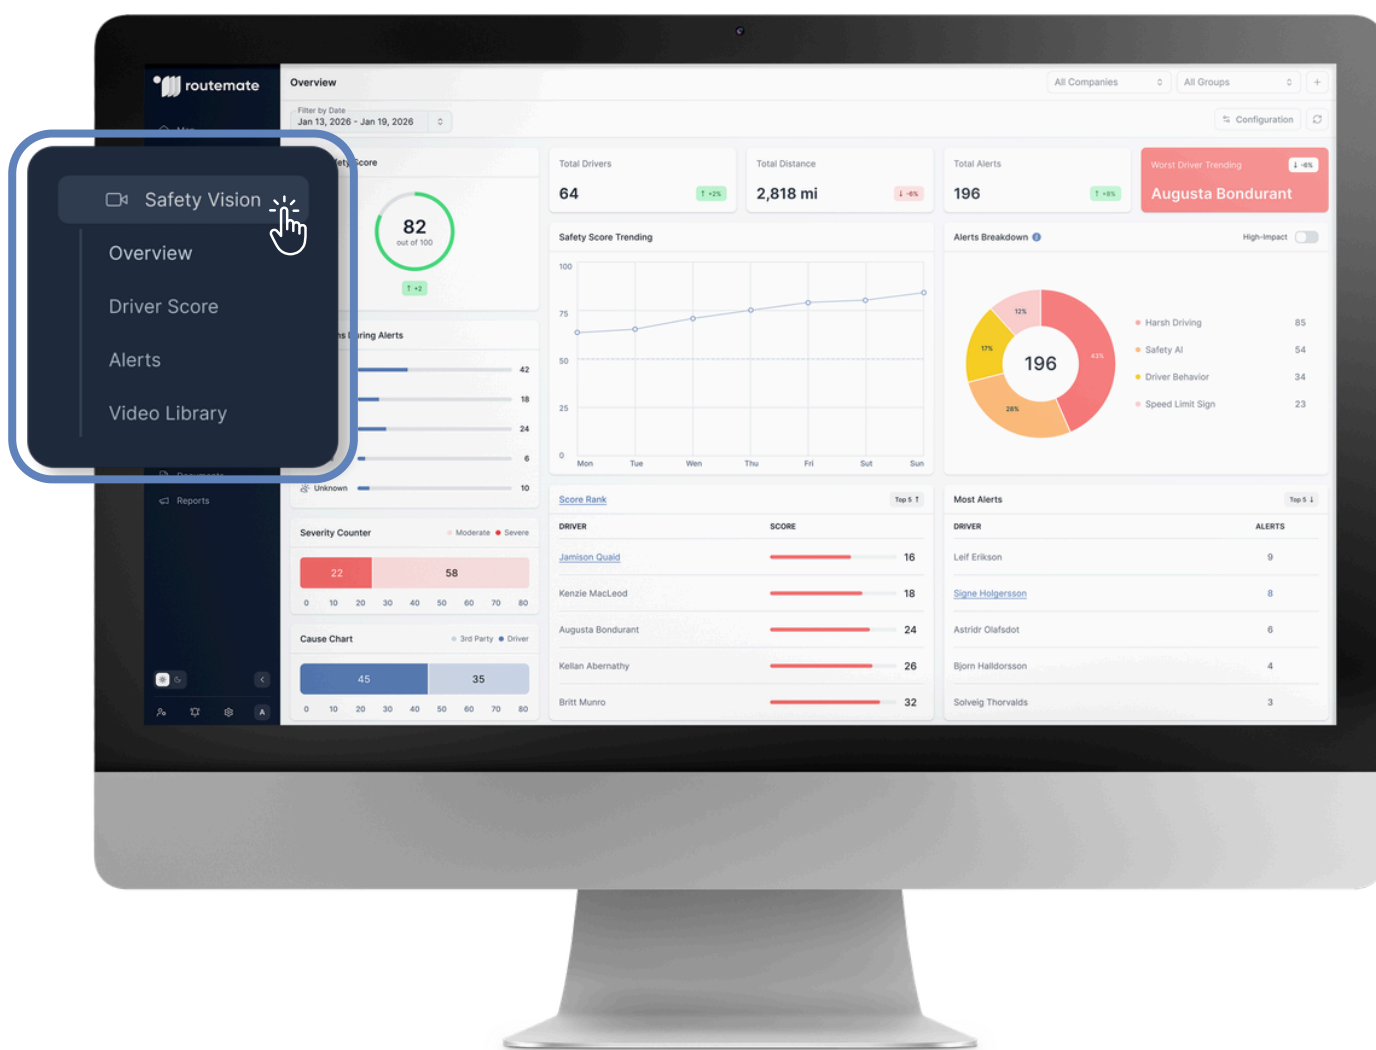 routemate
Overview
All Companies
All Groups
Filter by Date
Jan 13, 2026 - Jan 19, 2026
Configuration
Safety Vision
Overview
Driver Score
Alerts
Video Library
Reports
Score
82
out of 100
↑ +2
During Alerts
42
18
24
6
Unknown 10
Severity Counter
Moderate Severe
22 58
0 10 20 30 40 50 60 70 80
Cause Chart
3rd Party Driver
45 35
0 10 20 30 40 50 60 70 80
A
Total Drivers
64
↑ +2%
Total Distance
2,818 mi
↓ -6%
Total Alerts
196
↑ +8%
Worst Driver Trending
↓ -6%
Augusta Bondurant
Safety Score Trending
100
75
50
25
0
Mon Tue Wen Thu Fri Sut Sun
Alerts Breakdown
High-Impact
12%
17%
43%
28%
196
Harsh Driving 85
Safety AI 54
Driver Behavior 34
Speed Limit Sign 23
Score Rank
Top 5 ↑
DRIVER SCORE
Jamison Quaid 16
Kenzie MacLeod 18
Augusta Bondurant 24
Kellan Abernathy 26
Britt Munro 32
Most Alerts
Top 5 ↓
DRIVER ALERTS
Leif Erikson 9
Signe Holgersson 8
Astridr Olafsdot 6
Bjorn Halldorsson 4
Solveig Thorvalds 3